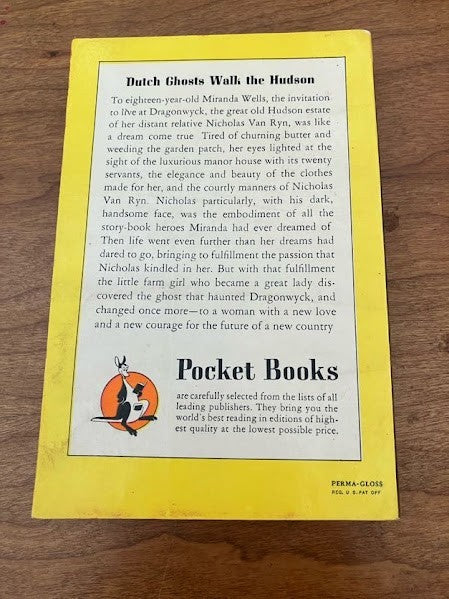 Dutch Ghosts Walk the Hudson
To eighteen-year-old Miranda Wells, the invitation
to live at Dragonwyck, the great old Hudson estate
of her distant relative Nicholas Van Ryn, was like
a dream come true Tired of churning butter and
weeding the garden patch, her eyes lighted at the
sight of the luxurious manor house with its twenty
servants, the elegance and beauty of the clothes
made for her, and the courtly manners of Nicholas
Van Ryn. Nicholas particularly, with his dark,
handsome face, was the embodiment of all the
story-book heroes Miranda had ever dreamed of
Then life went even further than her dreams had
dared to go, bringing to fulfillment the passion that
Nicholas kindled in her. But with that fulfillment
the little farm girl who became a great lady dis-
covered the ghost that haunted Dragonwyck, and
changed once more—to a woman with a new love
and a new courage for the future of a new country
Pocket Books
are carefully selected from the lists of all
leading publishers. They bring you the
world's best reading in editions of high-
est quality at the lowest possible price.
PERMA-GLOSS
REG. U S. PAT OFF